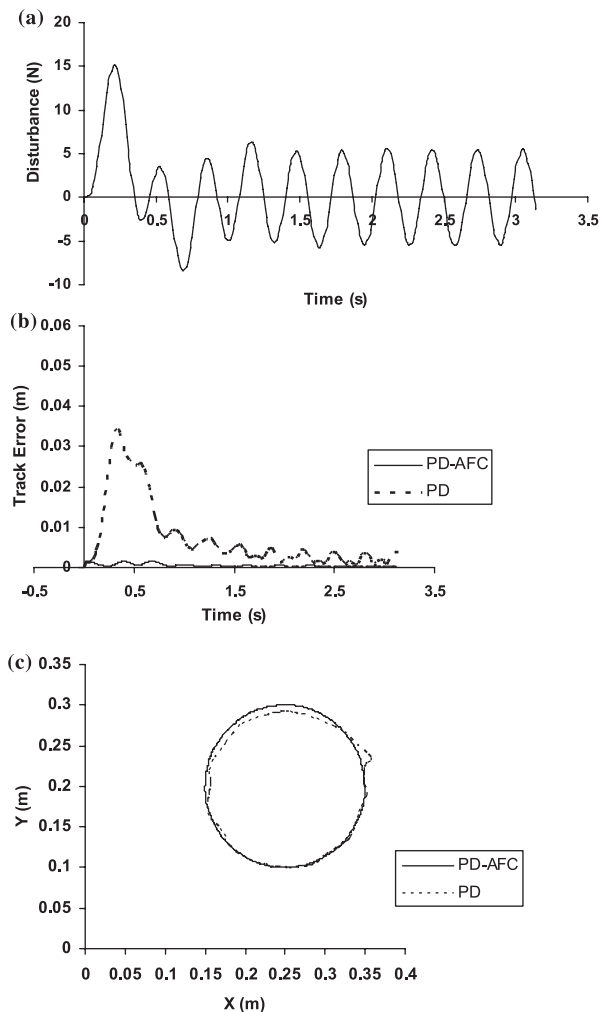 (a)
20
15
10
5
0
-5
-10
Disturbance (N)
0 0.5 1 1.5 2 2.5 3 3.5
Time (s)
(b)
0.06
0.05
0.04
0.03
0.02
0.01
0
Track Error (m)
-0.5 0.5 1.5 2.5 3.5
Time (s)
PD-AFC
PD
(c)
0.35
0.3
0.25
0.2
0.15
0.1
0.05
0
Y (m)
0 0.05 0.1 0.15 0.2 0.25 0.3 0.35 0.4
X (m)
PD-AFC
PD